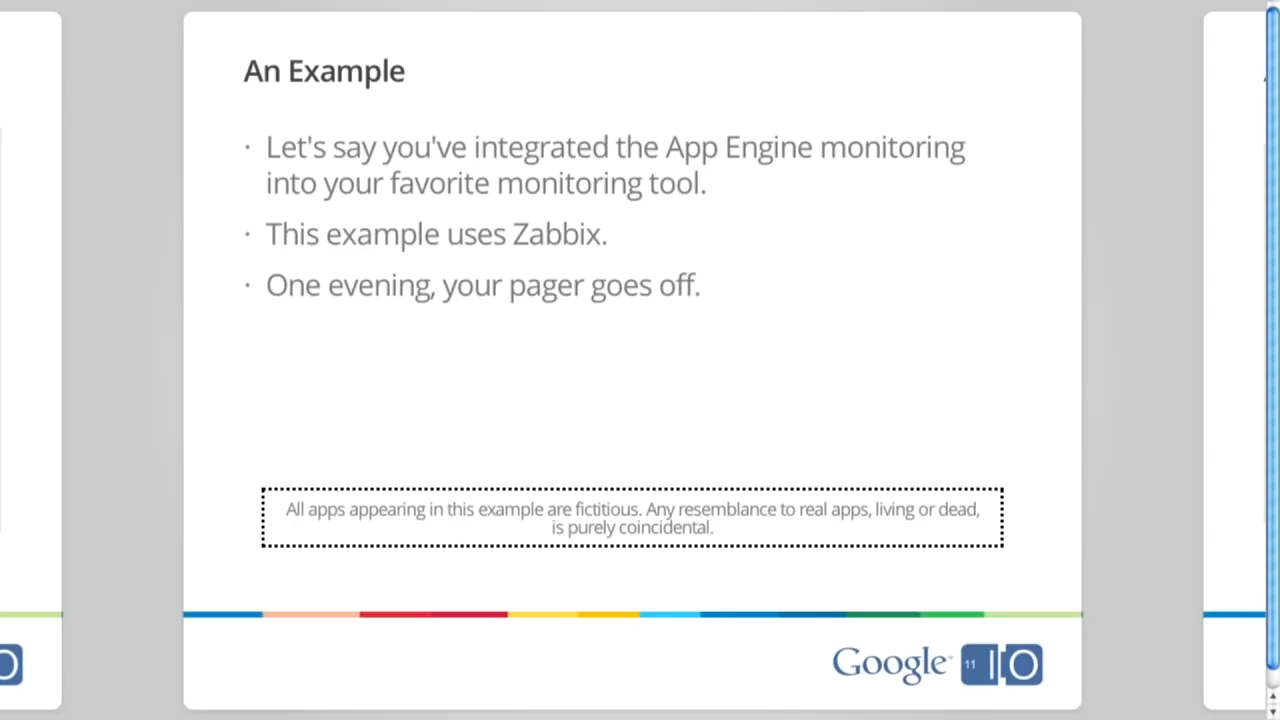 An Example
· Let's say you've integrated the App Engine monitoring
into your favorite monitoring tool.
· This example uses Zabbix.
· One evening, your pager goes off.
All apps appearing in this example are fictitious. Any resemblance to real apps, living or dead,
is purely coincidental.
Google™ 11 IO